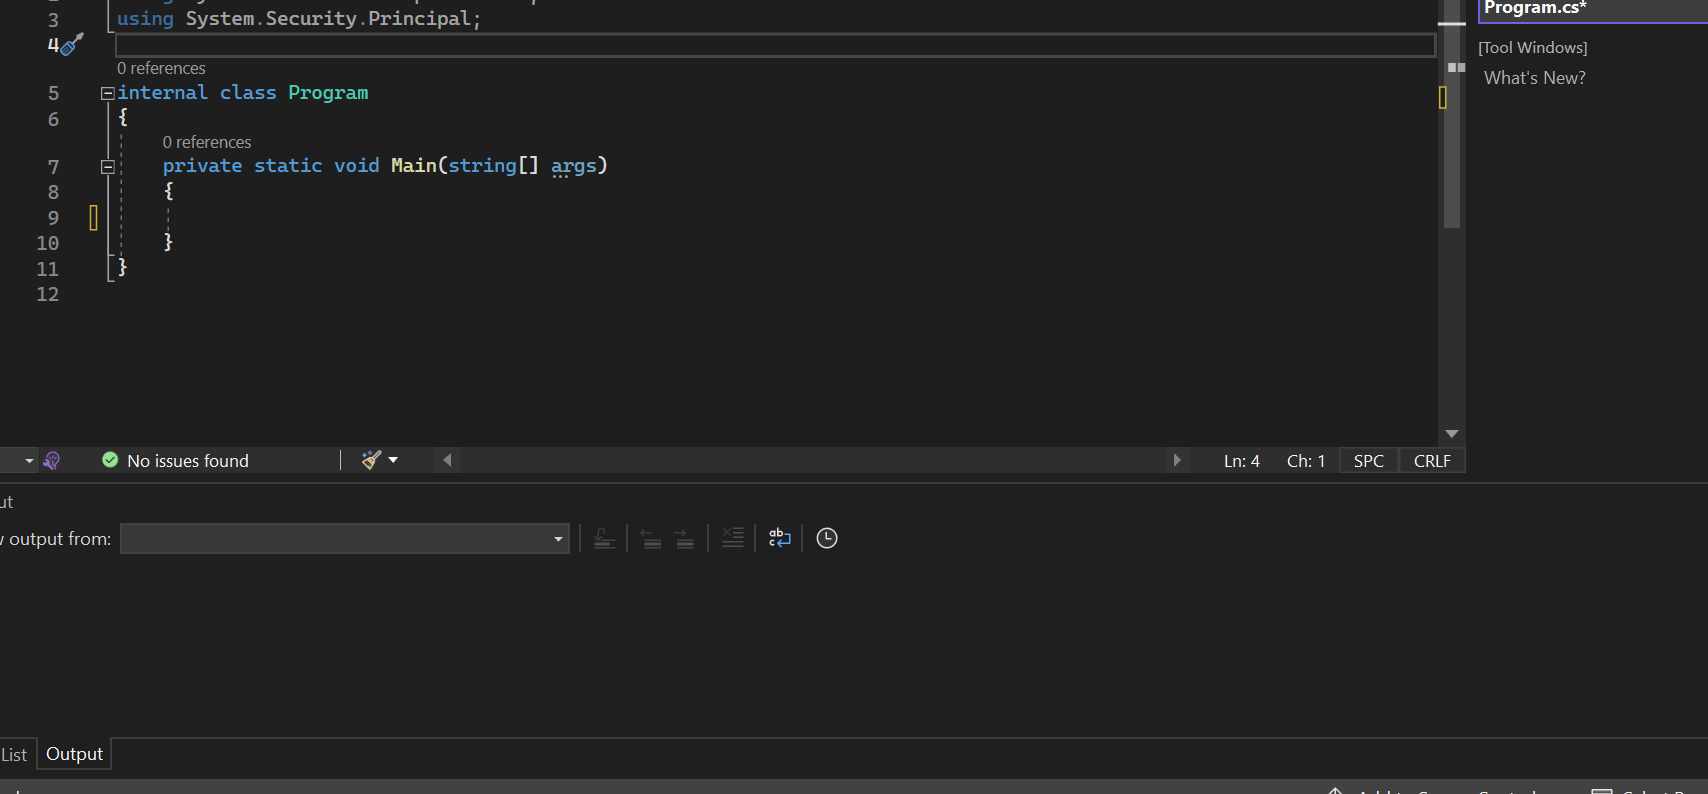 3 using System.Security.Principal;
Program.cs*
4
[Tool Windows]
0 references
What's New?
5 internal class Program
6 {
0 references
7 private static void Main(string[] args)
8 {
9
10 }
11 }
12
No issues found
Ln: 4 Ch: 1 SPC CRLF
output from:
abc
List Output